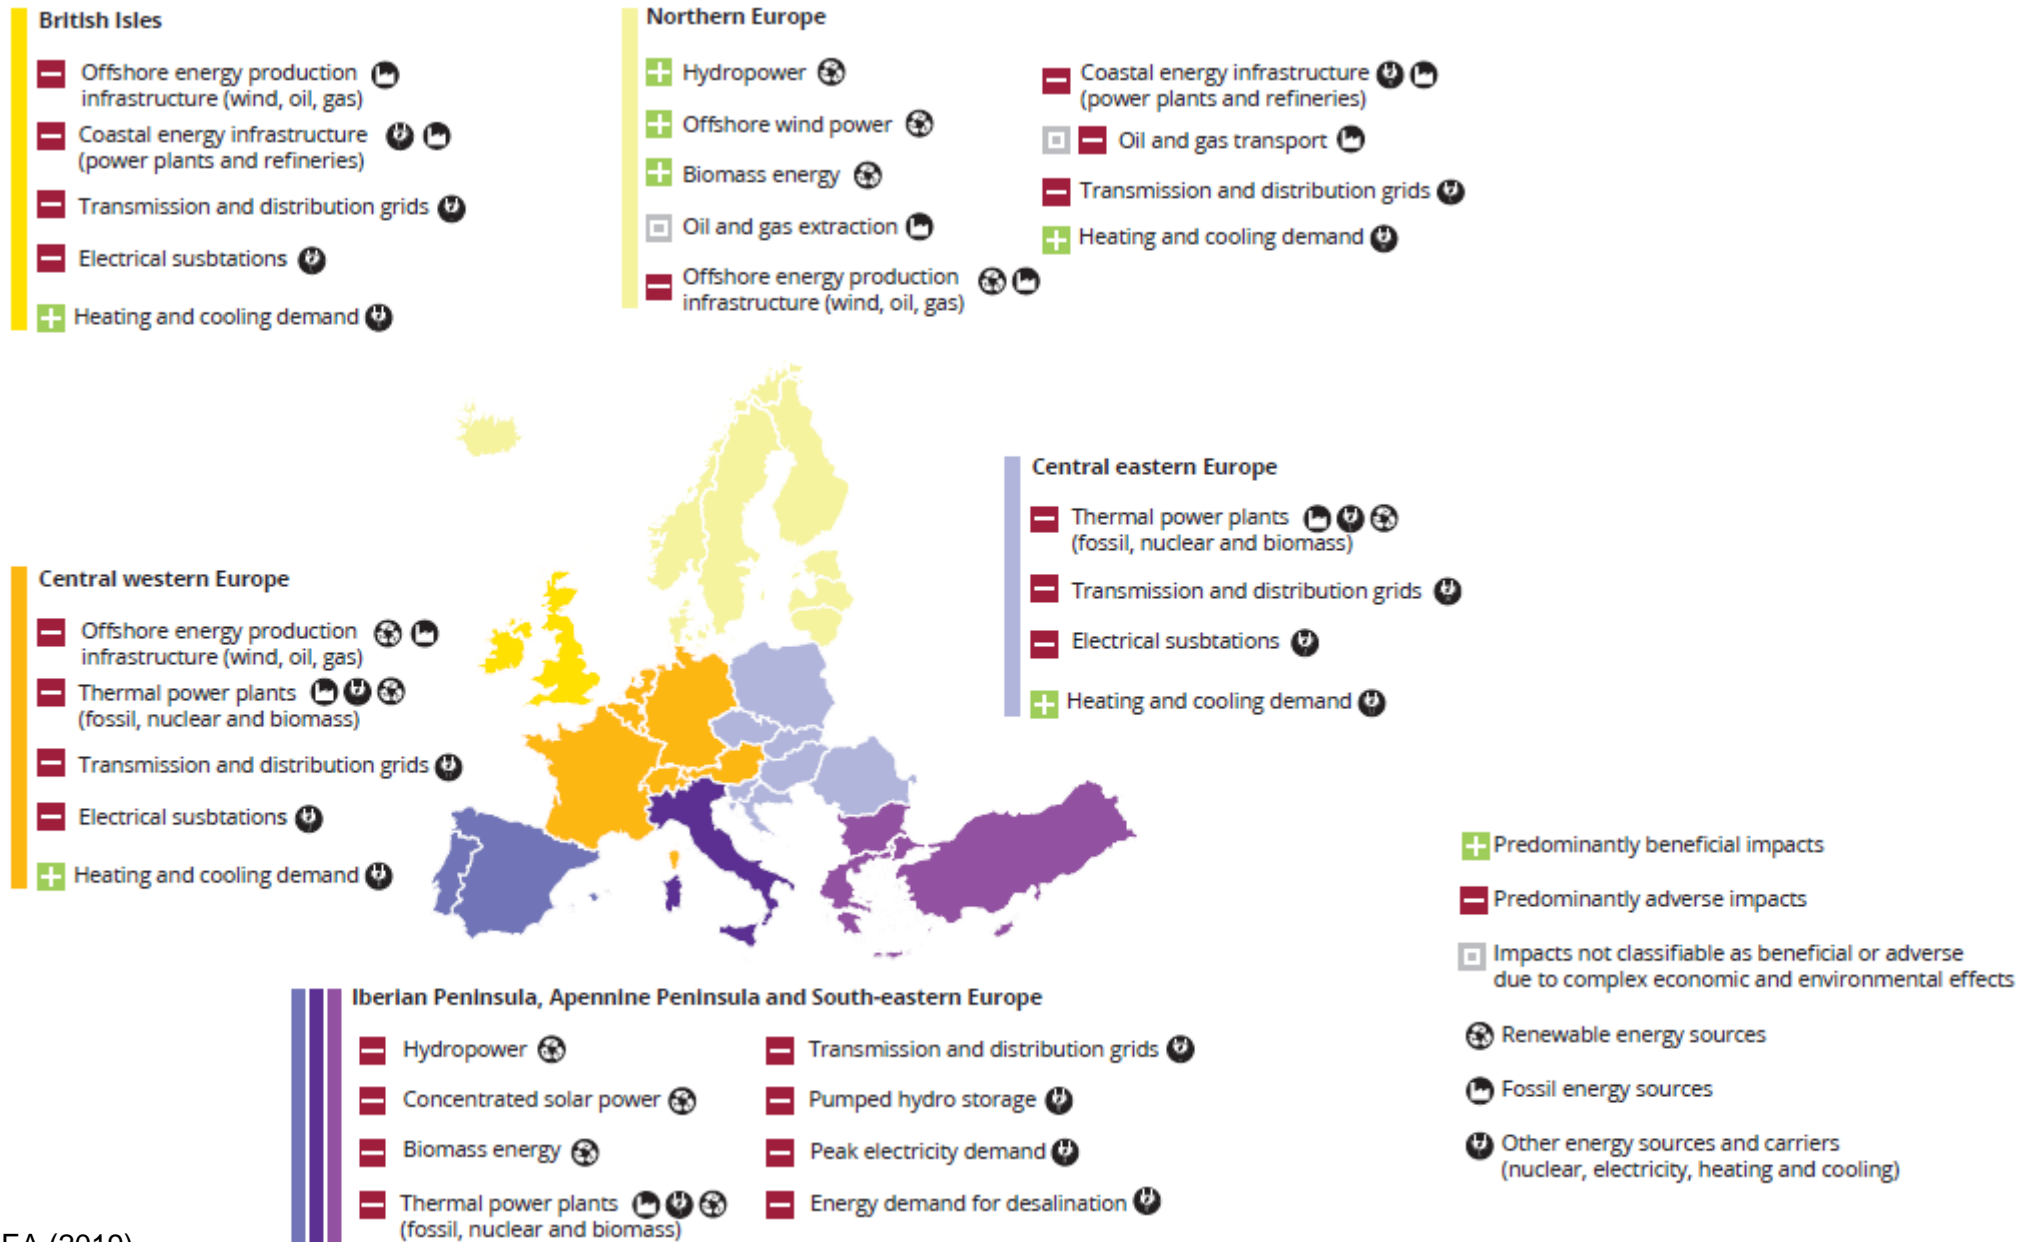 British Isles
Offshore energy production
infrastructure (wind, oil, gas)
Coastal energy infrastructure
(power plants and refineries)
Transmission and distribution grids
Electrical susbtations
Heating and cooling demand
Northern Europe
Hydropower
Offshore wind power
Biomass energy
Oil and gas extraction
Offshore energy production
infrastructure (wind, oil, gas)
Coastal energy infrastructure
(power plants and refineries)
Oil and gas transport
Transmission and distribution grids
Heating and cooling demand
Central eastern Europe
Thermal power plants
(fossil, nuclear and biomass)
Transmission and distribution grids
Electrical susbtations
Heating and cooling demand
Central western Europe
Offshore energy production
infrastructure (wind, oil, gas)
Thermal power plants
(fossil, nuclear and biomass)
Transmission and distribution grids
Electrical susbtations
Heating and cooling demand
Iberian Peninsula, Apennine Peninsula and South-eastern Europe
Hydropower
Concentrated solar power
Biomass energy
Thermal power plants
(fossil, nuclear and biomass)
Transmission and distribution grids
Pumped hydro storage
Peak electricity demand
Energy demand for desalination
Predominantly beneficial impacts
Predominantly adverse impacts
Impacts not classifiable as beneficial or adverse
due to complex economic and environmental effects
Renewable energy sources
Fossil energy sources
Other energy sources and carriers
(nuclear, electricity, heating and cooling)